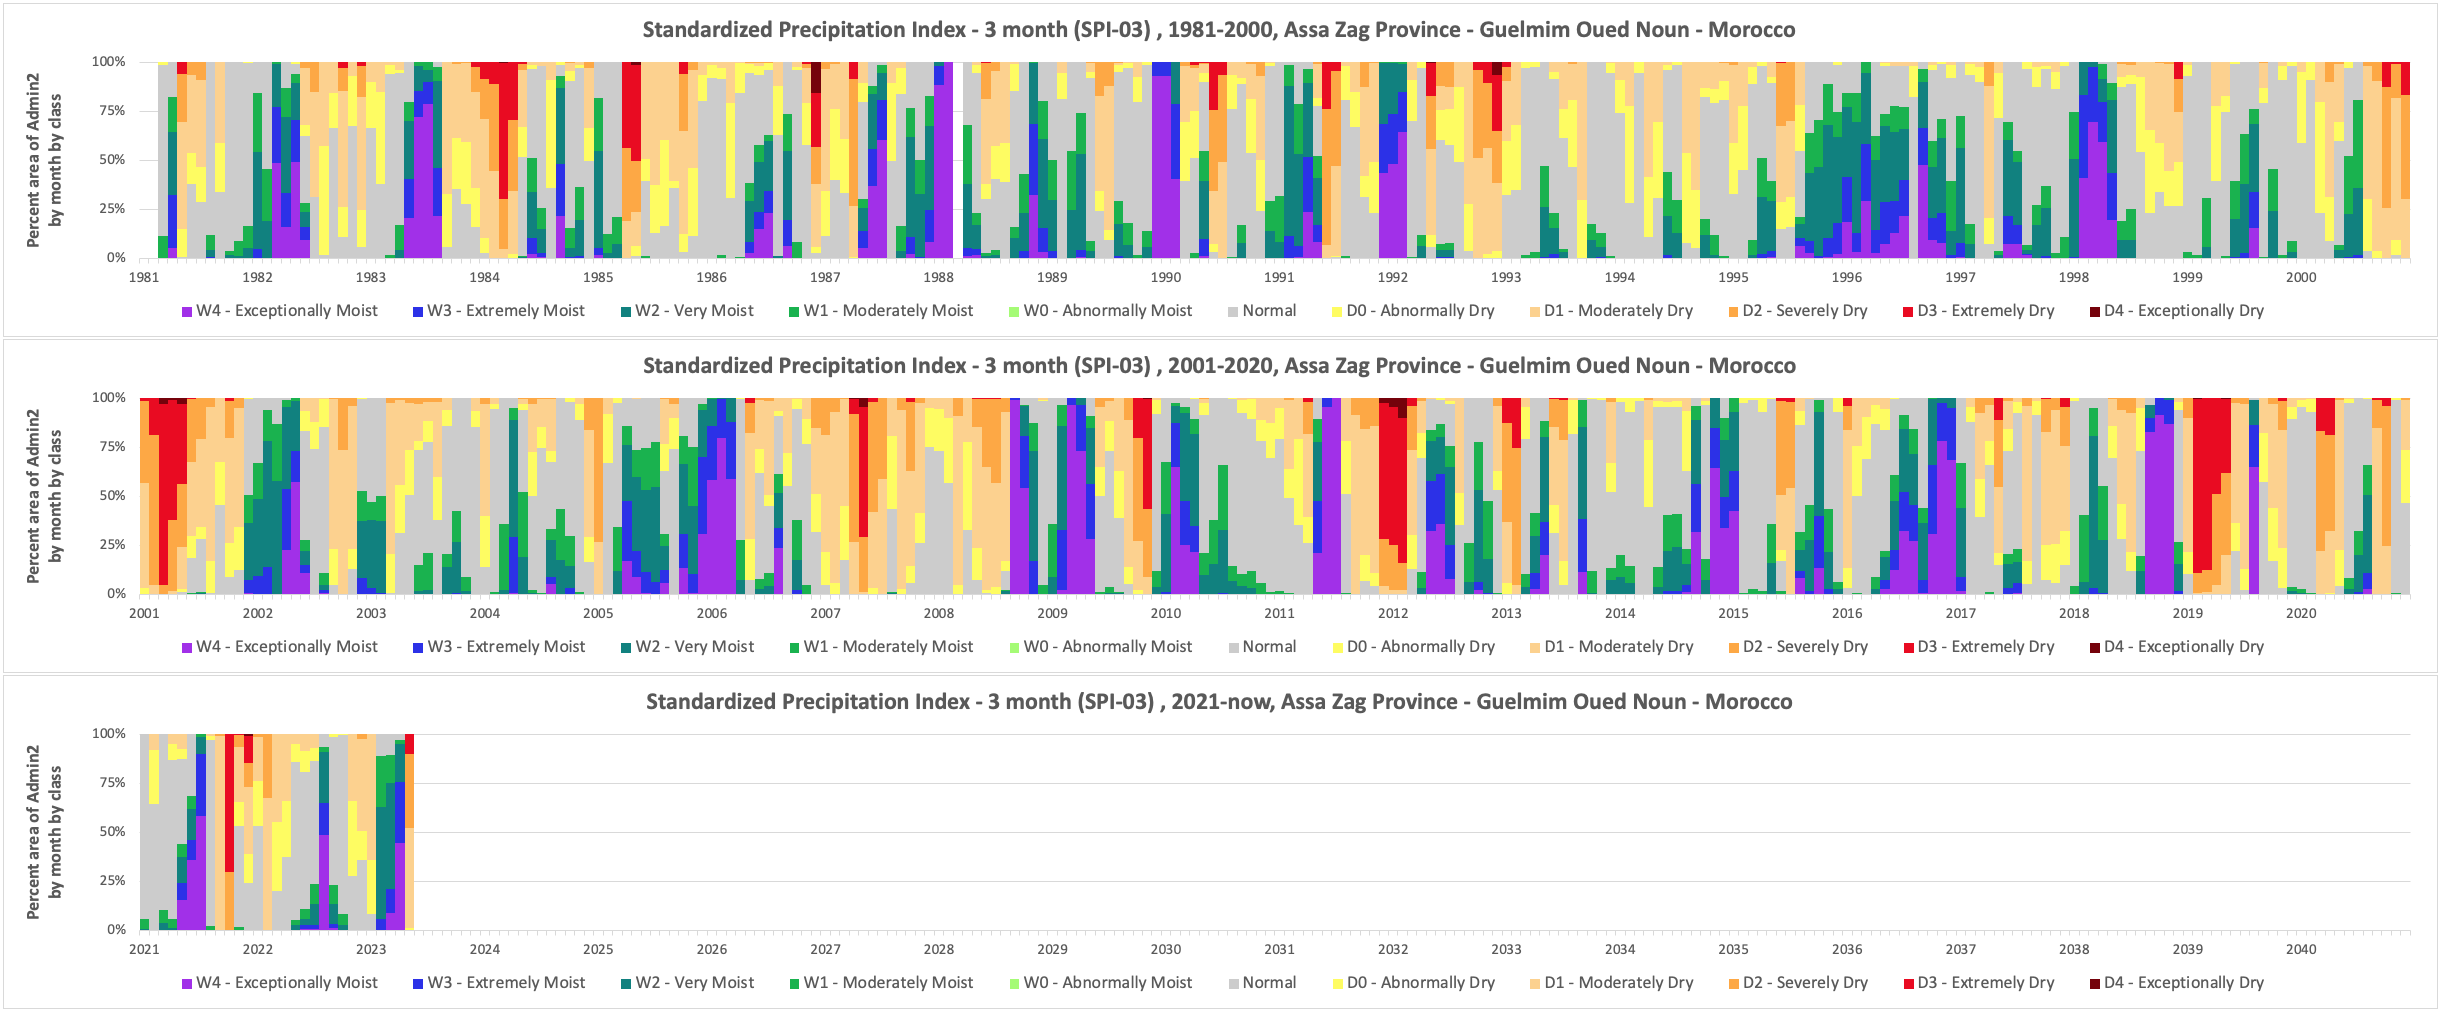 Standardized Precipitation Index - 3 month (SPI-03) , 1981-2000, Assa Zag Province - Guelmim Oued Noun - Morocco
Percent area of Admin2
by month by class
100%
75%
50%
25%
0%
1981 1982 1983 1984 1985 1986 1987 1988 1989 1990 1991 1992 1993 1994 1995 1996 1997 1998 1999 2000
W4 - Exceptionally Moist W3 - Extremely Moist W2 - Very Moist W1 - Moderately Moist W0 - Abnormally Moist Normal D0 - Abnormally Dry D1 - Moderately Dry D2 - Severely Dry D3 - Extremely Dry D4 - Exceptionally Dry
Standardized Precipitation Index - 3 month (SPI-03) , 2001-2020, Assa Zag Province - Guelmim Oued Noun - Morocco
Percent area of Admin2
by month by class
100%
75%
50%
25%
0%
2001 2002 2003 2004 2005 2006 2007 2008 2009 2010 2011 2012 2013 2014 2015 2016 2017 2018 2019 2020
W4 - Exceptionally Moist W3 - Extremely Moist W2 - Very Moist W1 - Moderately Moist W0 - Abnormally Moist Normal D0 - Abnormally Dry D1 - Moderately Dry D2 - Severely Dry D3 - Extremely Dry D4 - Exceptionally Dry
Standardized Precipitation Index - 3 month (SPI-03) , 2021-now, Assa Zag Province - Guelmim Oued Noun - Morocco
Percent area of Admin2
by month by class
100%
75%
50%
25%
0%
2021 2022 2023 2024 2025 2026 2027 2028 2029 2030 2031 2032 2033 2034 2035 2036 2037 2038 2039 2040
W4 - Exceptionally Moist W3 - Extremely Moist W2 - Very Moist W1 - Moderately Moist W0 - Abnormally Moist Normal D0 - Abnormally Dry D1 - Moderately Dry D2 - Severely Dry D3 - Extremely Dry D4 - Exceptionally Dry